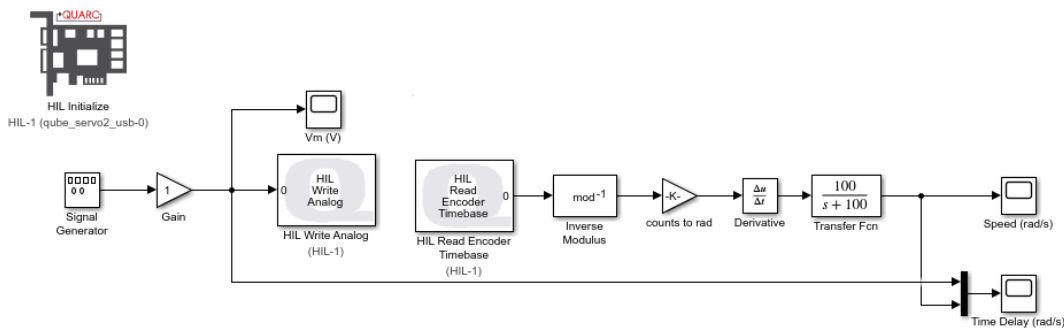 QUARC
HIL Initialize
HIL-1 (qube_servo2_usb-0)
Vm (V)
0 0
Signal
Generator
1
Gain
0
HIL
Write
Analog
HIL Write Analog
(HIL-1)
HIL
Read
Encoder
Timebase
0
HIL Read Encoder
Timebase
(HIL-1)
mod⁻¹
Inverse
Modulus
-K-
counts to rad
Δu
Δt
Derivative
100
s + 100
Transfer Fcn
Speed (rad/s)
Time Delay (rad/s)